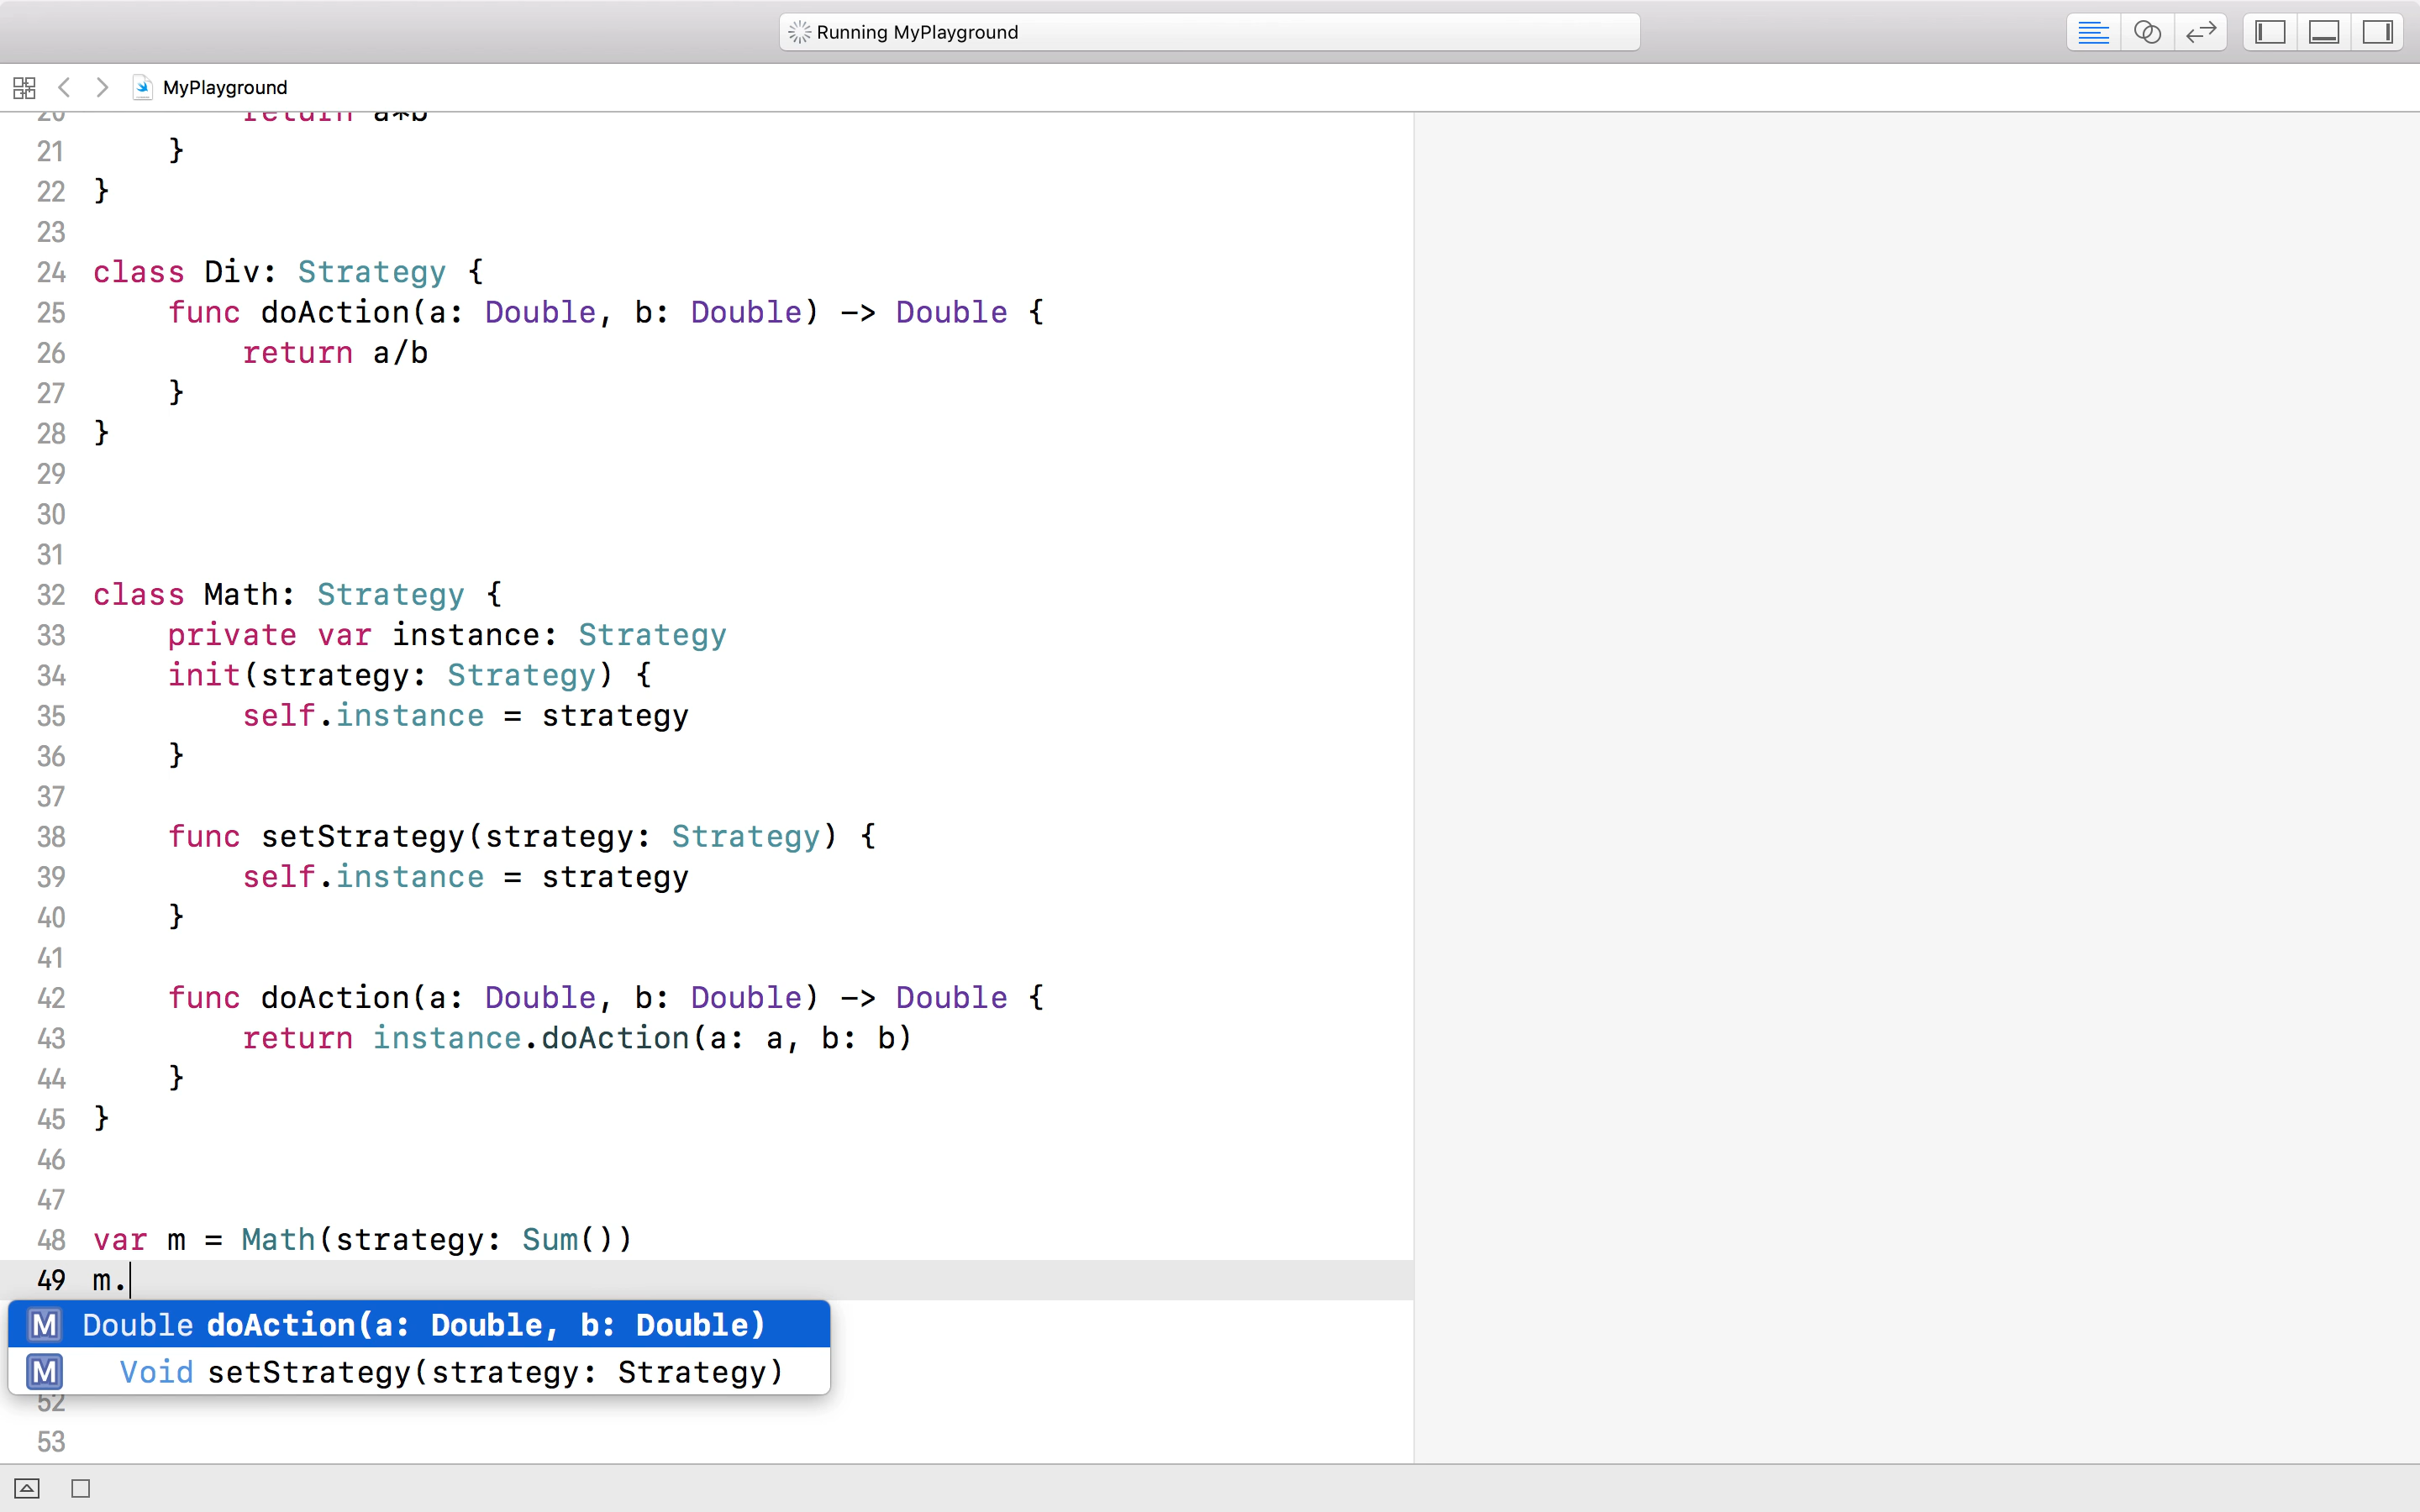 Running MyPlayground
MyPlayground
20 return a*b
21 }
22 }
23
24 class Div: Strategy {
25 func doAction(a: Double, b: Double) -> Double {
26 return a/b
27 }
28 }
29
30
31
32 class Math: Strategy {
33 private var instance: Strategy
34 init(strategy: Strategy) {
35 self.instance = strategy
36 }
37
38 func setStrategy(strategy: Strategy) {
39 self.instance = strategy
40 }
41
42 func doAction(a: Double, b: Double) -> Double {
43 return instance.doAction(a: a, b: b)
44 }
45 }
46
47
48 var m = Math(strategy: Sum())
49 m.
M Double doAction(a: Double, b: Double)
M Void setStrategy(strategy: Strategy)
52
53